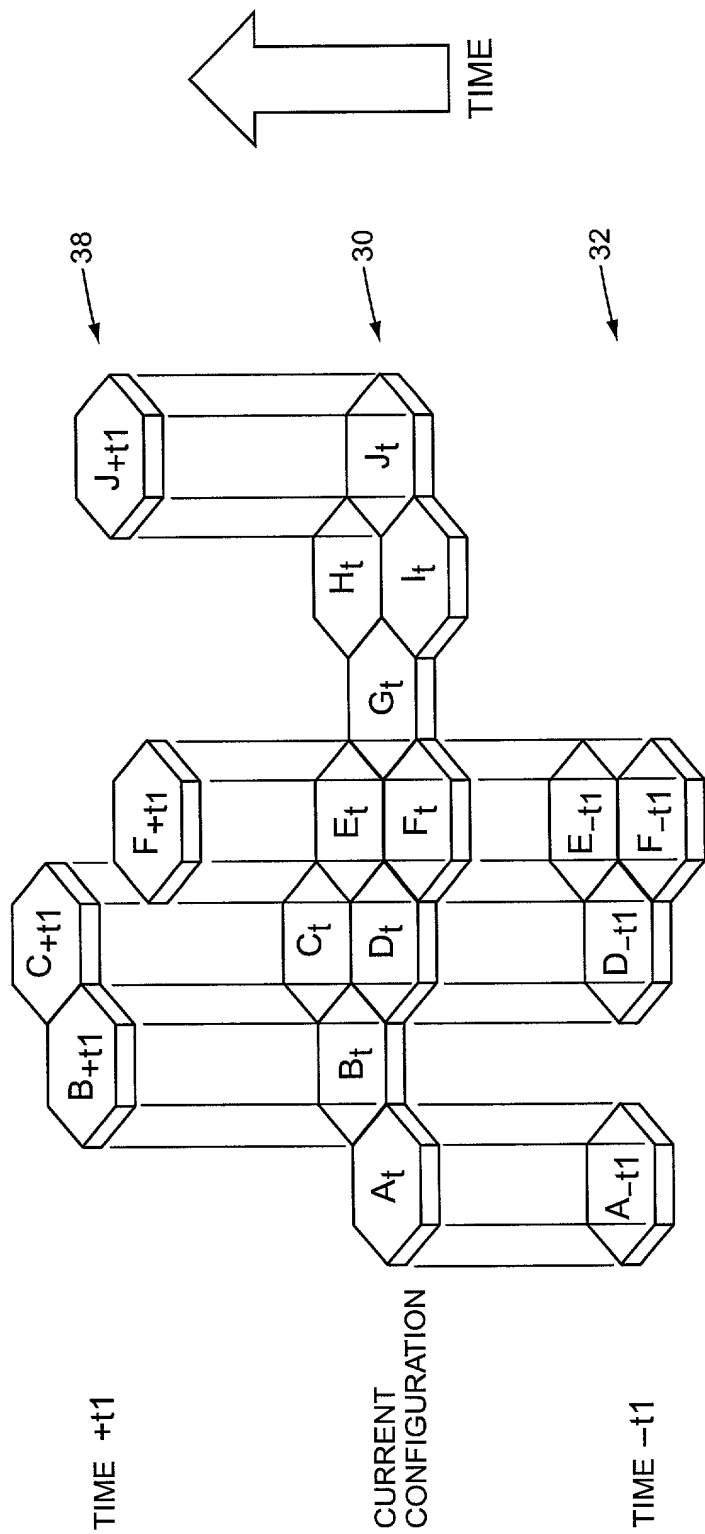 TIME +t1
B+t1
C+t1
F+t1
J+t1
38
CURRENT
CONFIGURATION
At
Bt
Ct
Dt
Et
Ft
Gt
Ht
It
Jt
30
TIME –t1
A–t1
D–t1
E–t1
F–t1
32
TIME